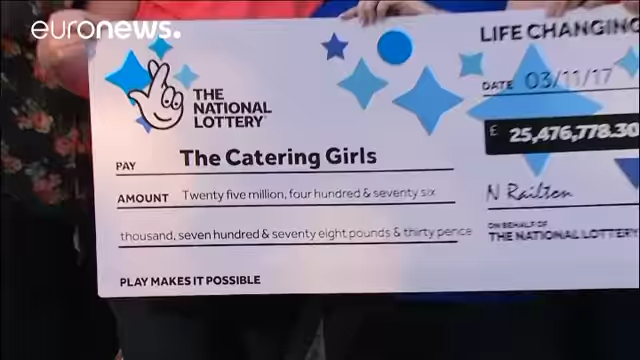 euronews.
LIFE CHANGING
DATE 03/11/17
THE
NATIONAL
LOTTERY
£ 25,476,778.30
PAY The Catering Girls
AMOUNT Twenty five million, four hundred & seventy six
thousand, seven hundred & seventy eight pounds & thirty pence
N Railton
ON BEHALF OF
THE NATIONAL LOTTERY
PLAY MAKES IT POSSIBLE